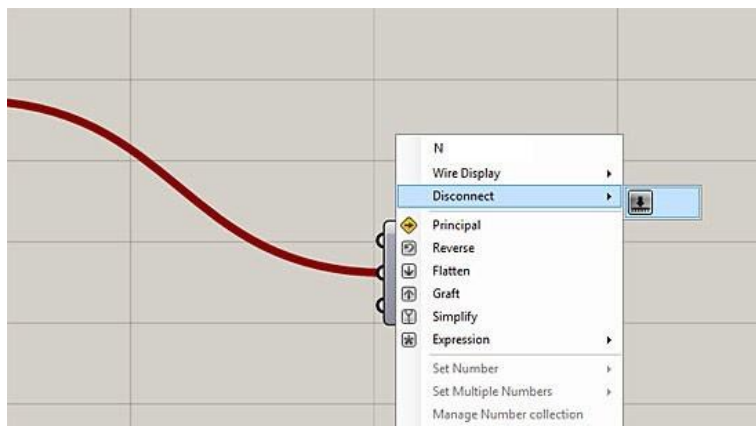 N
Wire Display
Disconnect
Principal
Reverse
Flatten
Graft
Simplify
Expression
Set Number
Set Multiple Numbers
Manage Number collection